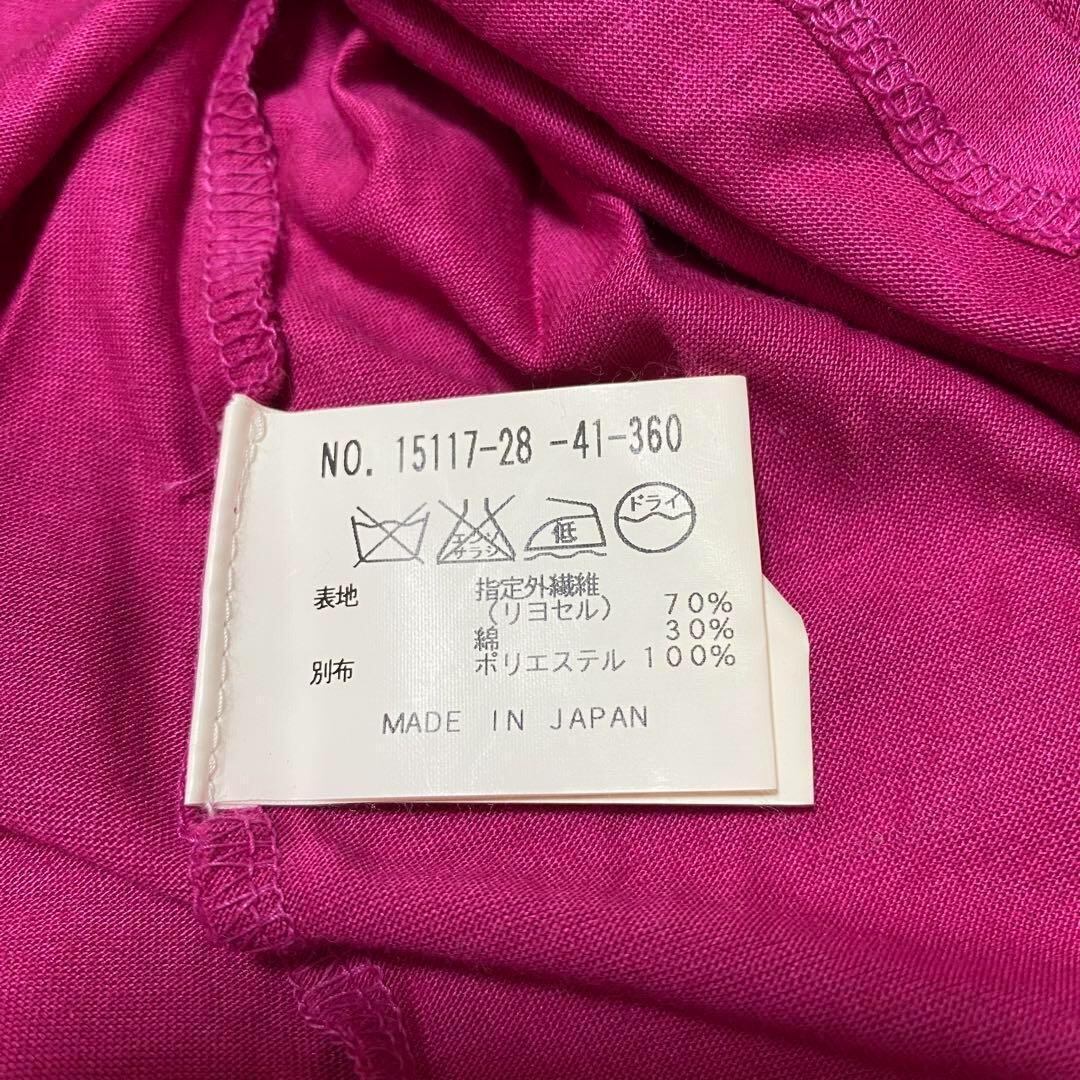 NO. 15117-28 -41-360
エンソ
サラシ
低
ドライ
表地 指定外繊維
(リヨセル) 70%
綿 30%
別布 ポリエステル 100%
MADE IN JAPAN